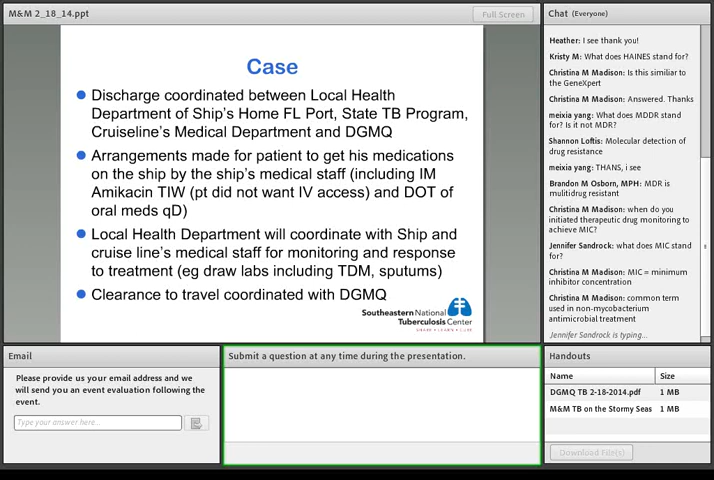 M&M 2_18_14.ppt
Full Screen
Case
Discharge coordinated between Local Health
Department of Ship's Home FL Port, State TB Program,
Cruiseline's Medical Department and DGMQ
Arrangements made for patient to get his medications
on the ship by the ship's medical staff (including IM
Amikacin TIW (pt did not want IV access) and DOT of
oral meds qD)
Local Health Department will coordinate with Ship and
cruise line's medical staff for monitoring and response
to treatment (eg draw labs including TDM, sputums)
Clearance to travel coordinated with DGMQ
Southeastern National
Tuberculosis Center
Chat (Everyone)
Heather: I see thank you!
Kristy M: What does HAINES stand for?
Christina M Madison: Is this similiar to
the GeneXpert
Christina M Madison: Answered. Thanks
meixia yang: What does MDDR stand
for? Is it not MDR?
Shannon Loftis: Molecular detection of
drug resistance
meixia yang: THANS, i see
Brandon M Osborn, MPH: MDR is
mulitidrug resistant
Christina M Madison: when do you
initiated therapeutic drug monitoring to
achieve MIC?
Jennifer Sandrock: what does MIC stand
for?
Christina M Madison: MIC = minimum
inhibitor concentration
Christina M Madison: common term
used in non-mycobacterium
antimicrobial treatment
Jennifer Sandrock is typing...
Email
Please provide us your email address and we
will send you an event evaluation following the
event.
Type your answer here...
Submit a question at any time during the presentation.
Handouts
Name Size
DGMQ TB 2-18-2014.pdf 1 MB
M&M TB on the Stormy Seas 1 MB
Download File(s)